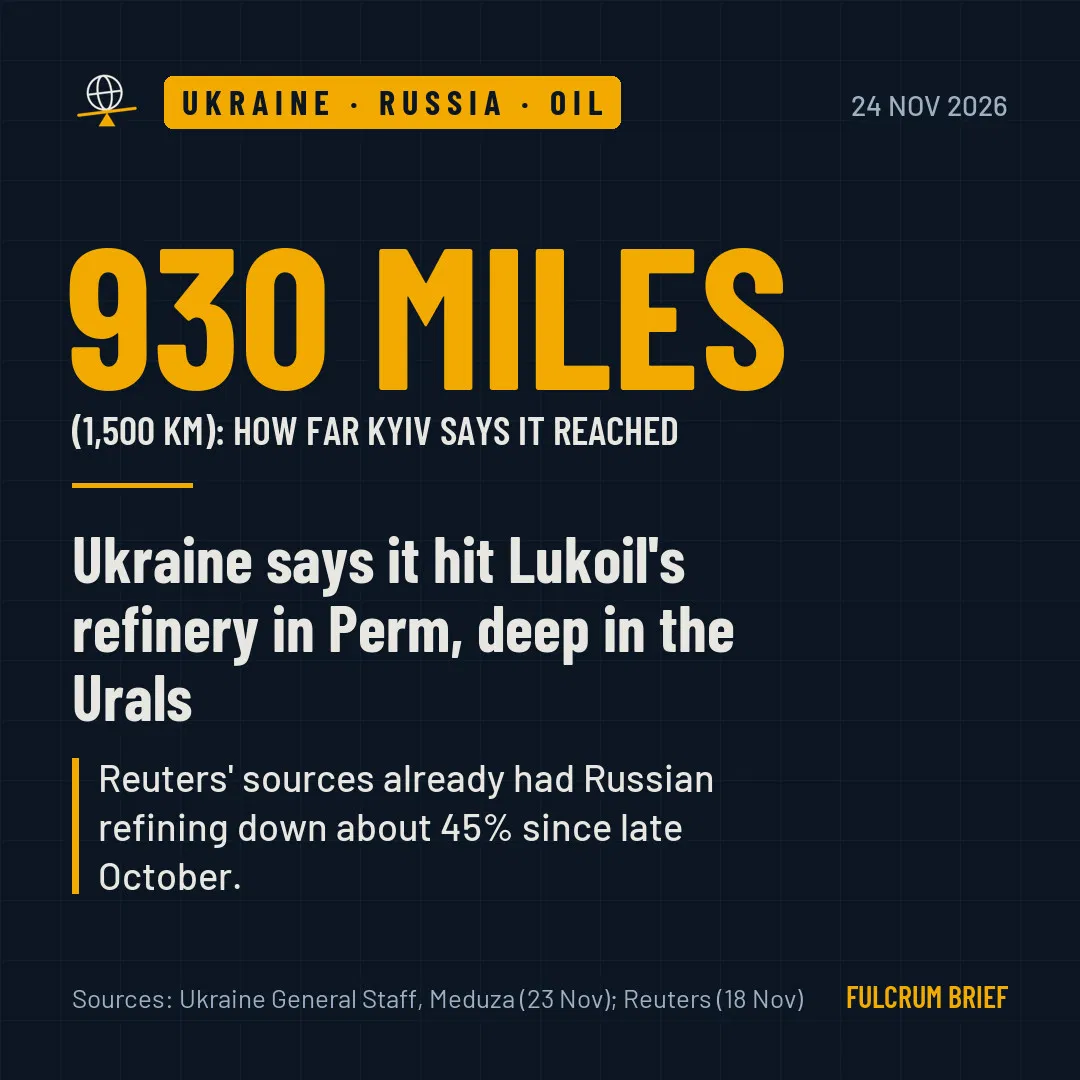 UKRAINE · RUSSIA · OIL
24 NOV 2026
930 MILES
(1,500 KM): HOW FAR KYIV SAYS IT REACHED
Ukraine says it hit Lukoil's
refinery in Perm, deep in the
Urals
Reuters' sources already had Russian
refining down about 45% since late
October.
Sources: Ukraine General Staff, Meduza (23 Nov); Reuters (18 Nov)
FULCRUM BRIEF